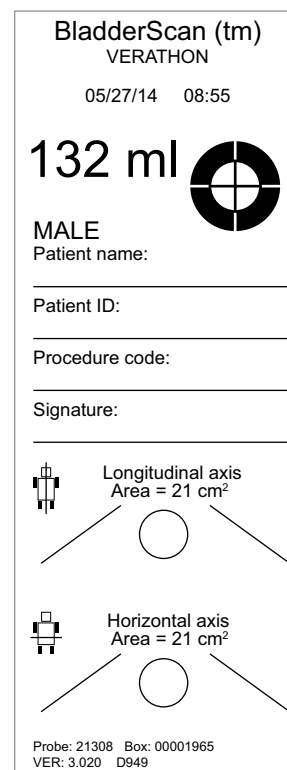 BladderScan (tm)
VERATHON
05/27/14 08:55
132 ml
MALE
Patient name:
Patient ID:
Procedure code:
Signature:
Longitudinal axis
Area = 21 cm²
Horizontal axis
Area = 21 cm²
Probe: 21308 Box: 00001965
VER: 3.020 D949